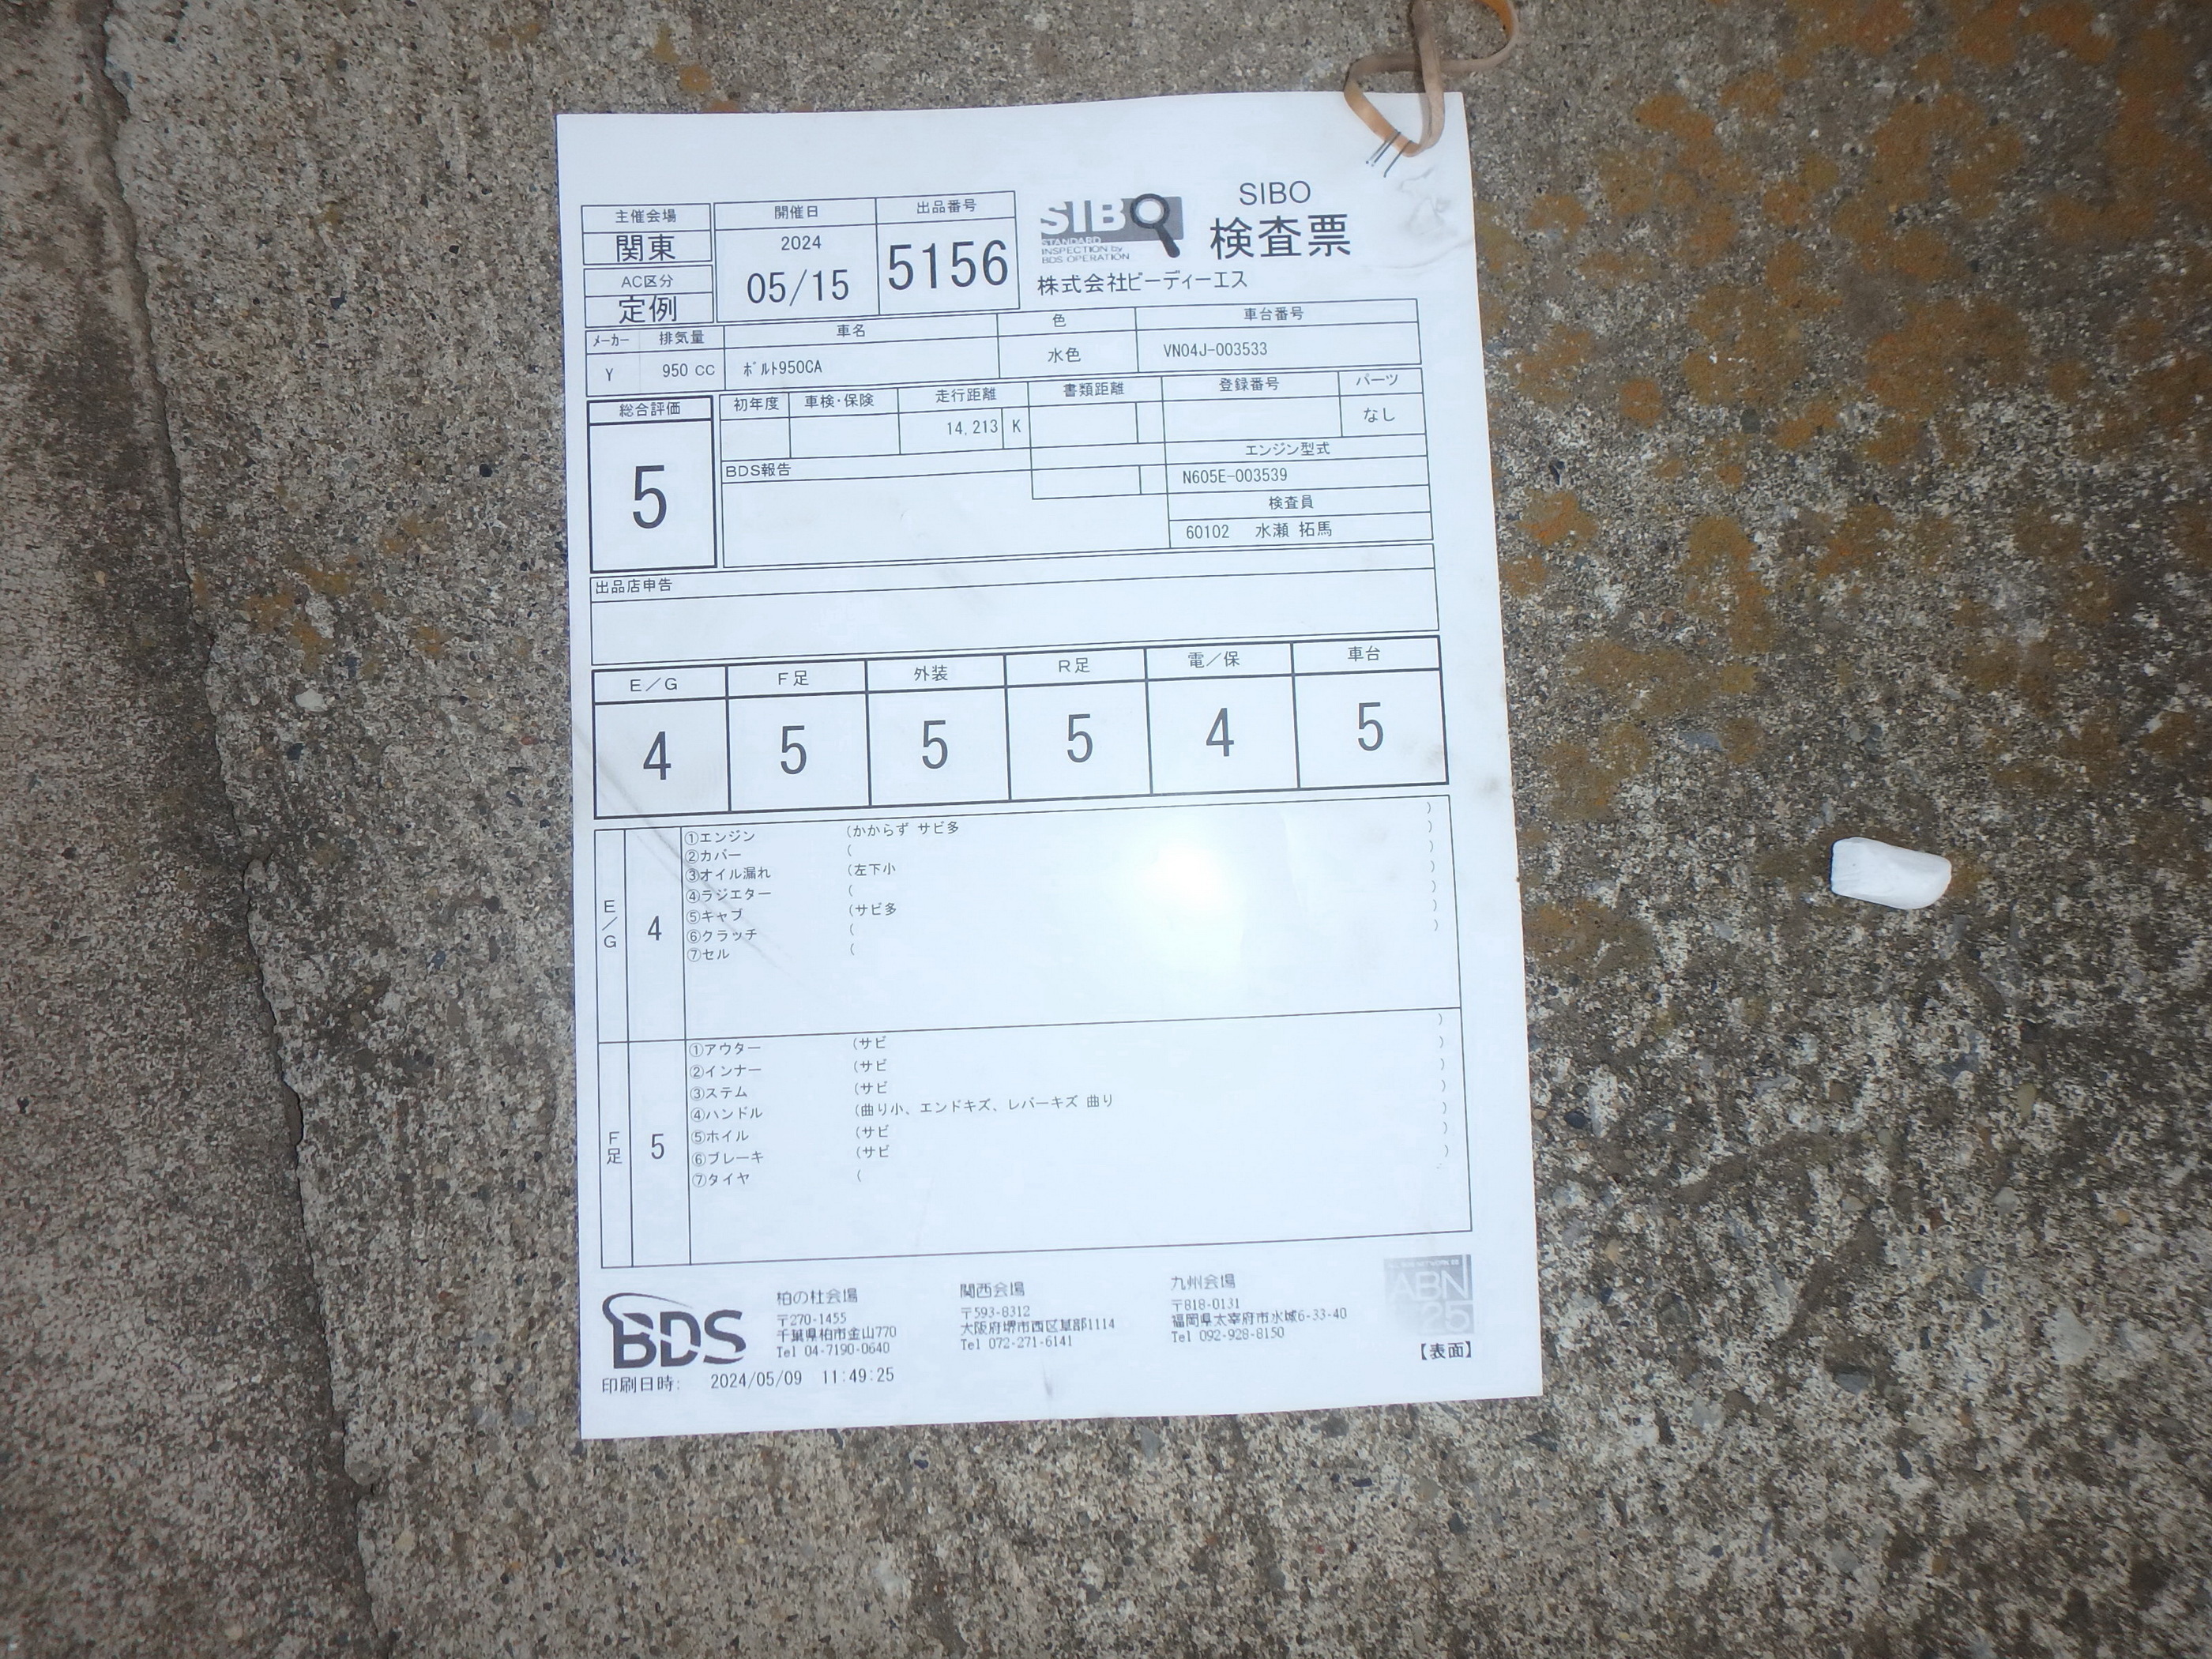 主催会場
関東
AC区分
定例
開催日
2024
05/15
出品番号
5156
SIBO
STANDARD
INSPECTION by
BDS OPERATION
SIBO
検査票
株式会社ビーディーエス
メーカー 排気量 車名 色 車台番号
Y 950 CC ボルト950CA 水色 VN04J-003533
総合評価
5
初年度 車検・保険 走行距離 書類距離 登録番号 パーツ
14,213 K なし
BDS報告
エンジン型式
N605E-003539
検査員
60102 水瀬 拓馬
出品店申告
E/G F足 外装 R足 電/保 車台
4 5 5 5 4 5
E/G
4
①エンジン (かからず サビ多 )
②カバー ( )
③オイル漏れ (左下小 )
④ラジエター ( )
⑤キャブ (サビ多 )
⑥クラッチ ( )
⑦セル ( )
F足
5
①アウター (サビ )
②インナー (サビ )
③ステム (サビ )
④ハンドル (曲り小、エンドキズ、レバーキズ 曲り )
⑤ホイル (サビ )
⑥ブレーキ (サビ )
⑦タイヤ ( )
BDS
柏の杜会場
〒270-1455
千葉県柏市金山770
Tel 04-7190-0640
関西会場
〒593-8312
大阪府堺市西区草部1114
Tel 072-271-6141
九州会場
〒818-0131
福岡県太宰府市水城6-33-40
Tel 092-928-8150
ABN
25
【表面】
印刷日時: 2024/05/09 11:49:25